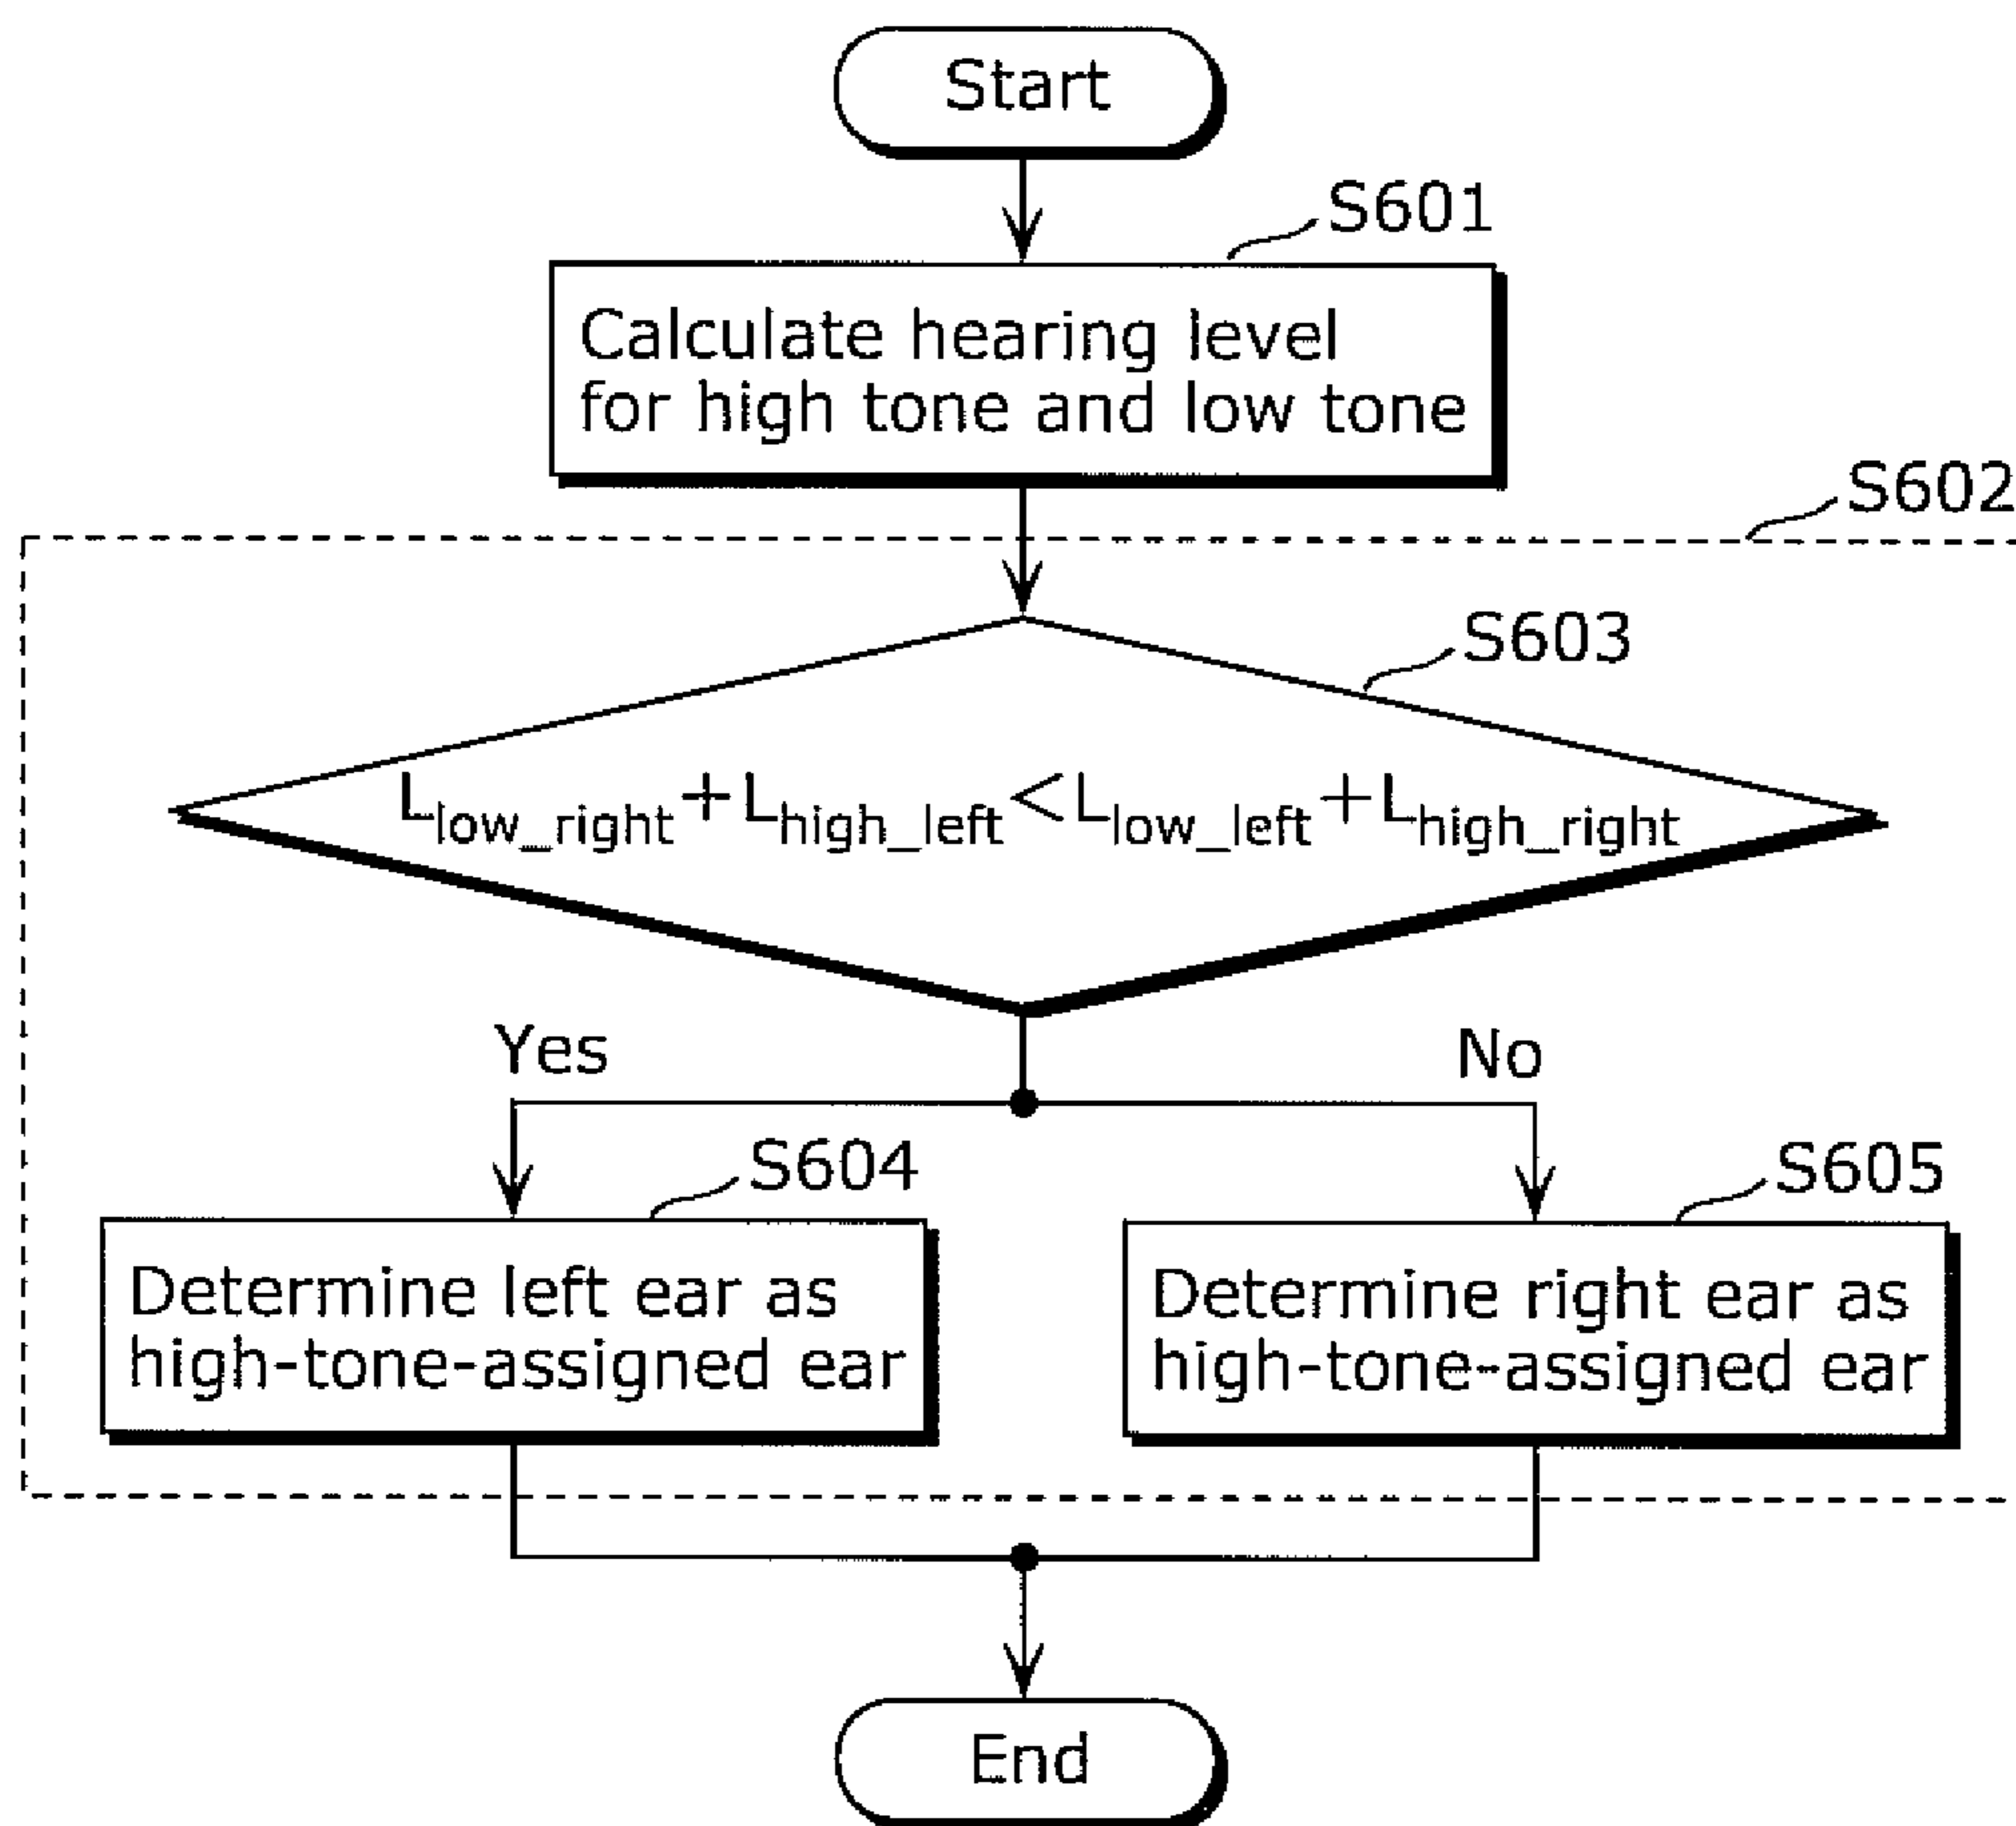 Start
S601
Calculate hearing level
for high tone and low tone
S602
S603
Llow_right+Lhigh_left<Llow_left+Lhigh_right
Yes
No
S604
S605
Determine left ear as
high-tone-assigned ear
Determine right ear as
high-tone-assigned ear
End